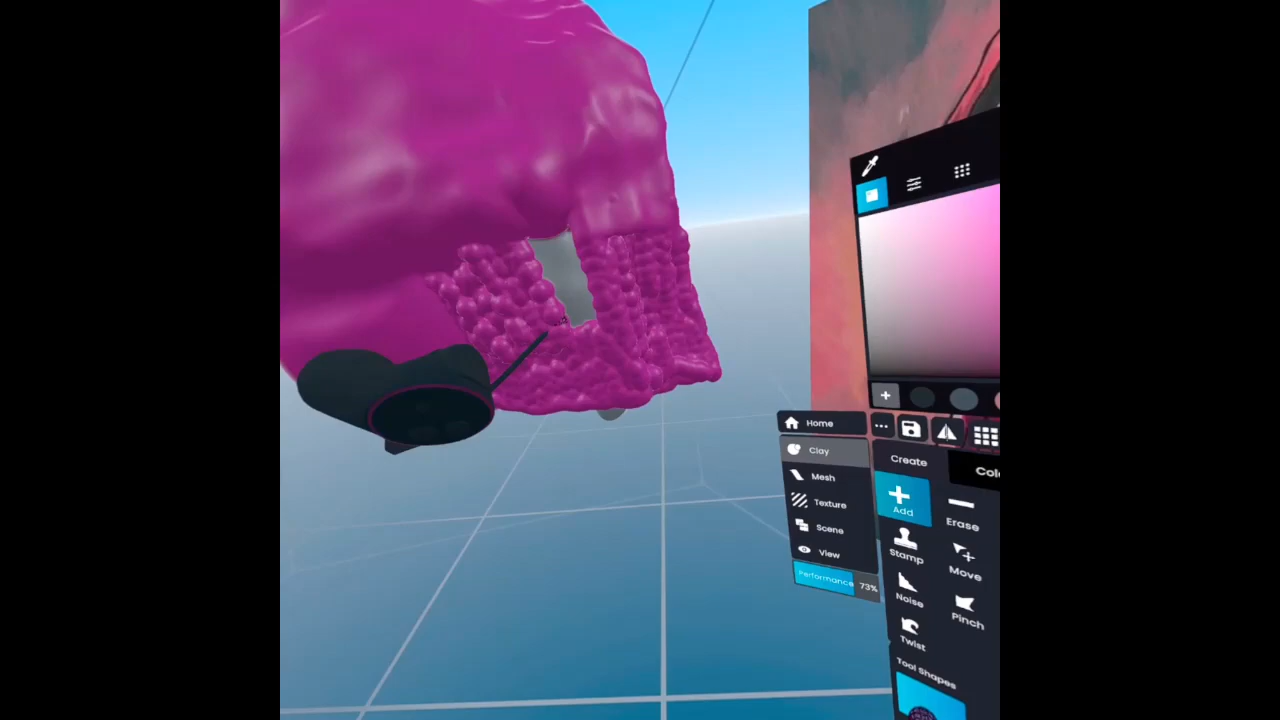 Home
Clay
Mesh
Texture
Scene
View
Performance 73%
Create
Add
Erase
Stamp
Move
Noise
Pinch
Twist
Tool Shapes